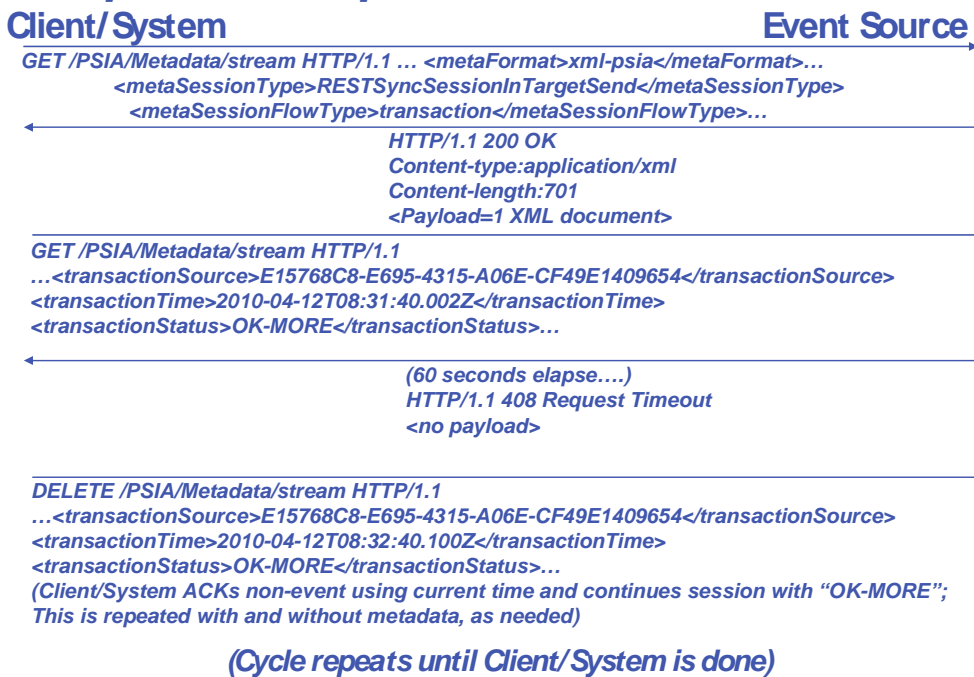 Client/System Event Source
GET /PSIA/Metadata/stream HTTP/1.1 … <metaFormat>xml-psia</metaFormat>…
<metaSessionType>RESTSyncSessionInTargetSend</metaSessionType>
<metaSessionFlowType>transaction</metaSessionFlowType>…
HTTP/1.1 200 OK
Content-type:application/xml
Content-length:701
<Payload=1 XML document>
GET /PSIA/Metadata/stream HTTP/1.1
…<transactionSource>E15768C8-E695-4315-A06E-CF49E1409654</transactionSource>
<transactionTime>2010-04-12T08:31:40.002Z</transactionTime>
<transactionStatus>OK-MORE</transactionStatus>…
(60 seconds elapse….)
HTTP/1.1 408 Request Timeout
<no payload>
DELETE /PSIA/Metadata/stream HTTP/1.1
…<transactionSource>E15768C8-E695-4315-A06E-CF49E1409654</transactionSource>
<transactionTime>2010-04-12T08:32:40.100Z</transactionTime>
<transactionStatus>OK-MORE</transactionStatus>…
(Client/System ACKs non-event using current time and continues session with “OK-MORE”;
This is repeated with and without metadata, as needed)
(Cycle repeats until Client/System is done)